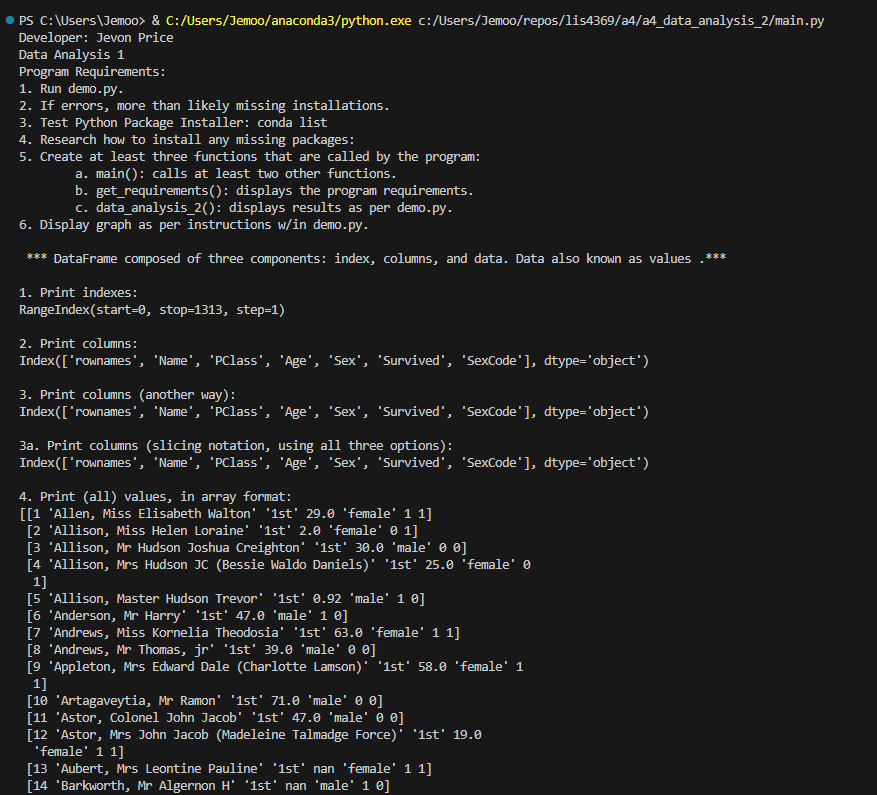 PS C:\Users\Jemoo> & C:/Users/Jemoo/anaconda3/python.exe c:/Users/Jemoo/repos/lis4369/a4/a4_data_analysis_2/main.py
Developer: Jevon Price
Data Analysis 1
Program Requirements:
1. Run demo.py.
2. If errors, more than likely missing installations.
3. Test Python Package Installer: conda list
4. Research how to install any missing packages:
5. Create at least three functions that are called by the program:
a. main(): calls at least two other functions.
b. get_requirements(): displays the program requirements.
c. data_analysis_2(): displays results as per demo.py.
6. Display graph as per instructions w/in demo.py.
*** DataFrame composed of three components: index, columns, and data. Data also known as values .***
1. Print indexes:
RangeIndex(start=0, stop=1313, step=1)
2. Print columns:
Index(['rownames', 'Name', 'PClass', 'Age', 'Sex', 'Survived', 'SexCode'], dtype='object')
3. Print columns (another way):
Index(['rownames', 'Name', 'PClass', 'Age', 'Sex', 'Survived', 'SexCode'], dtype='object')
3a. Print columns (slicing notation, using all three options):
Index(['rownames', 'Name', 'PClass', 'Age', 'Sex', 'Survived', 'SexCode'], dtype='object')
4. Print (all) values, in array format:
[[1 'Allen, Miss Elisabeth Walton' '1st' 29.0 'female' 1 1]
[2 'Allison, Miss Helen Loraine' '1st' 2.0 'female' 0 1]
[3 'Allison, Mr Hudson Joshua Creighton' '1st' 30.0 'male' 0 0]
[4 'Allison, Mrs Hudson JC (Bessie Waldo Daniels)' '1st' 25.0 'female' 0
1]
[5 'Allison, Master Hudson Trevor' '1st' 0.92 'male' 1 0]
[6 'Anderson, Mr Harry' '1st' 47.0 'male' 1 0]
[7 'Andrews, Miss Kornelia Theodosia' '1st' 63.0 'female' 1 1]
[8 'Andrews, Mr Thomas, jr' '1st' 39.0 'male' 0 0]
[9 'Appleton, Mrs Edward Dale (Charlotte Lamson)' '1st' 58.0 'female' 1
1]
[10 'Artagaveytia, Mr Ramon' '1st' 71.0 'male' 0 0]
[11 'Astor, Colonel John Jacob' '1st' 47.0 'male' 0 0]
[12 'Astor, Mrs John Jacob (Madeleine Talmadge Force)' '1st' 19.0
'female' 1 1]
[13 'Aubert, Mrs Leontine Pauline' '1st' nan 'female' 1 1]
[14 'Barkworth, Mr Algernon H' '1st' nan 'male' 1 0]